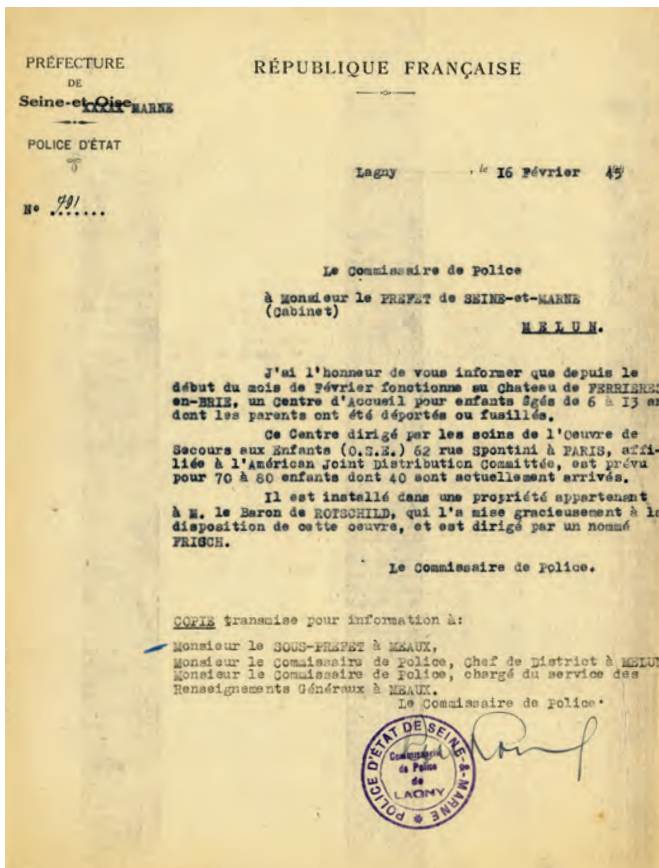 PRÉFECTURE
DE
Seine-et-Oise MARNE
POLICE D'ÉTAT
N° 791
RÉPUBLIQUE FRANÇAISE
Lagny, le 16 Février 45
Le Commissaire de Police
à Monsieur le PREFET de SEINE-et-MARNE
(Cabinet)
MELUN.
J'ai l'honneur de vous informer que depuis le
début du mois de Février fonctionne au Chateau de FERRIERES
en-BRIE, un Centre d'Accueil pour enfants âgés de 6 à 13 an
dont les parents ont été déportés ou fusillés.
Ce Centre dirigé par les soins de l'Oeuvre de
Secours aux Enfants (O.S.E.) 62 rue Spontini à PARIS, affi-
liée à l'Américan Joint Distribution Committée, est prévu
pour 70 à 80 enfants dont 40 sont actuellement arrivés.
Il est installé dans une propriété appartenant
à M. le Baron de ROTSCHILD, qui l'a mise gracieusement à la
disposition de cette oeuvre, et est dirigé par un nommé
FRISCH.
Le Commissaire de Police.
COPIE transmise pour information à:
Monsieur le SOUS-PREFET à MEAUX,
Monsieur le Commissaire de Police, Chef de District à MELUN
Monsieur le Commissaire de Police, chargé du service des
Renseignements Généraux à MEAUX.
Le Commissaire de Police.
POLICE D'ÉTAT DE SEINE-&-MARNE
Commissariat
de Police
de
LAGNY